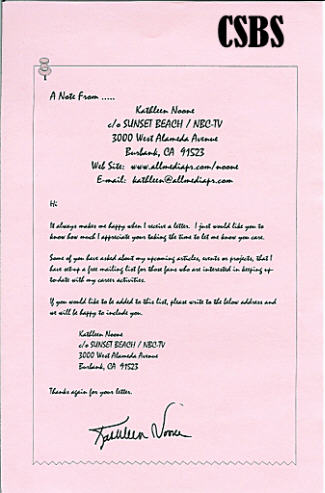 CSBS
A Note From .....
Kathleen Noone
c/o SUNSET BEACH / NBC-TV
3000 West Alameda Avenue
Burbank, CA 91523
Web Site: www.allmediapr.com/noone
E-mail: kathleen@allmediapr.com
Hi
It always makes me happy when I receive a letter. I just would like you to
know how much I appreciate your taking the time to let me know you care.
Some of you have asked about my upcoming articles, events or projects, that I
have set-up a free mailing list for those fans who are interested in keeping up-
to-date with my career activities.
If you would like to be added to this list, please write to the below address and
we will be happy to include you.
Kathleen Noone
c/o SUNSET BEACH / NBC-TV
3000 West Alameda Avenue
Burbank, CA 91523
Thanks again for your letter.
Kathleen Noone